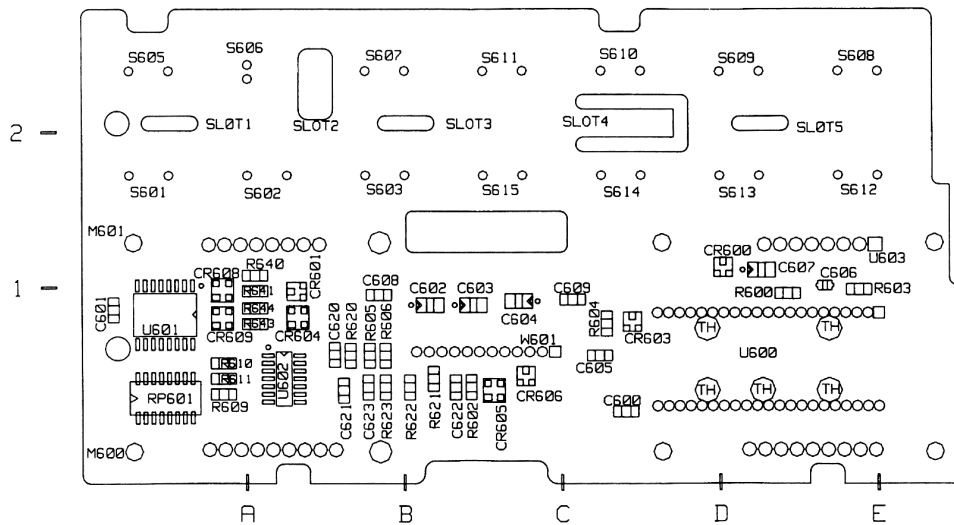 S605 S606 S607 S611 S610 S609 S608
2 SLOT1 SLOT2 SLOT3 SLOT4 SLOT5
S601 S602 S603 S615 S614 S613 S612
M601 U603
CR608 R640 CR601 CR600 C607 C606
1 C601 R641 C608 C602 C603 R600 R603
U601 R644 C604 C609 R604
R643 CR609 CR604 C620 R620 R605 R606 W601 CR603
U600
R610 U602 C605
R611
RP601 R609 C621 C623 R623 R622 R621 C622 R602 CR605 CR606 C600
TH TH
TH TH TH
M600
A B C D E